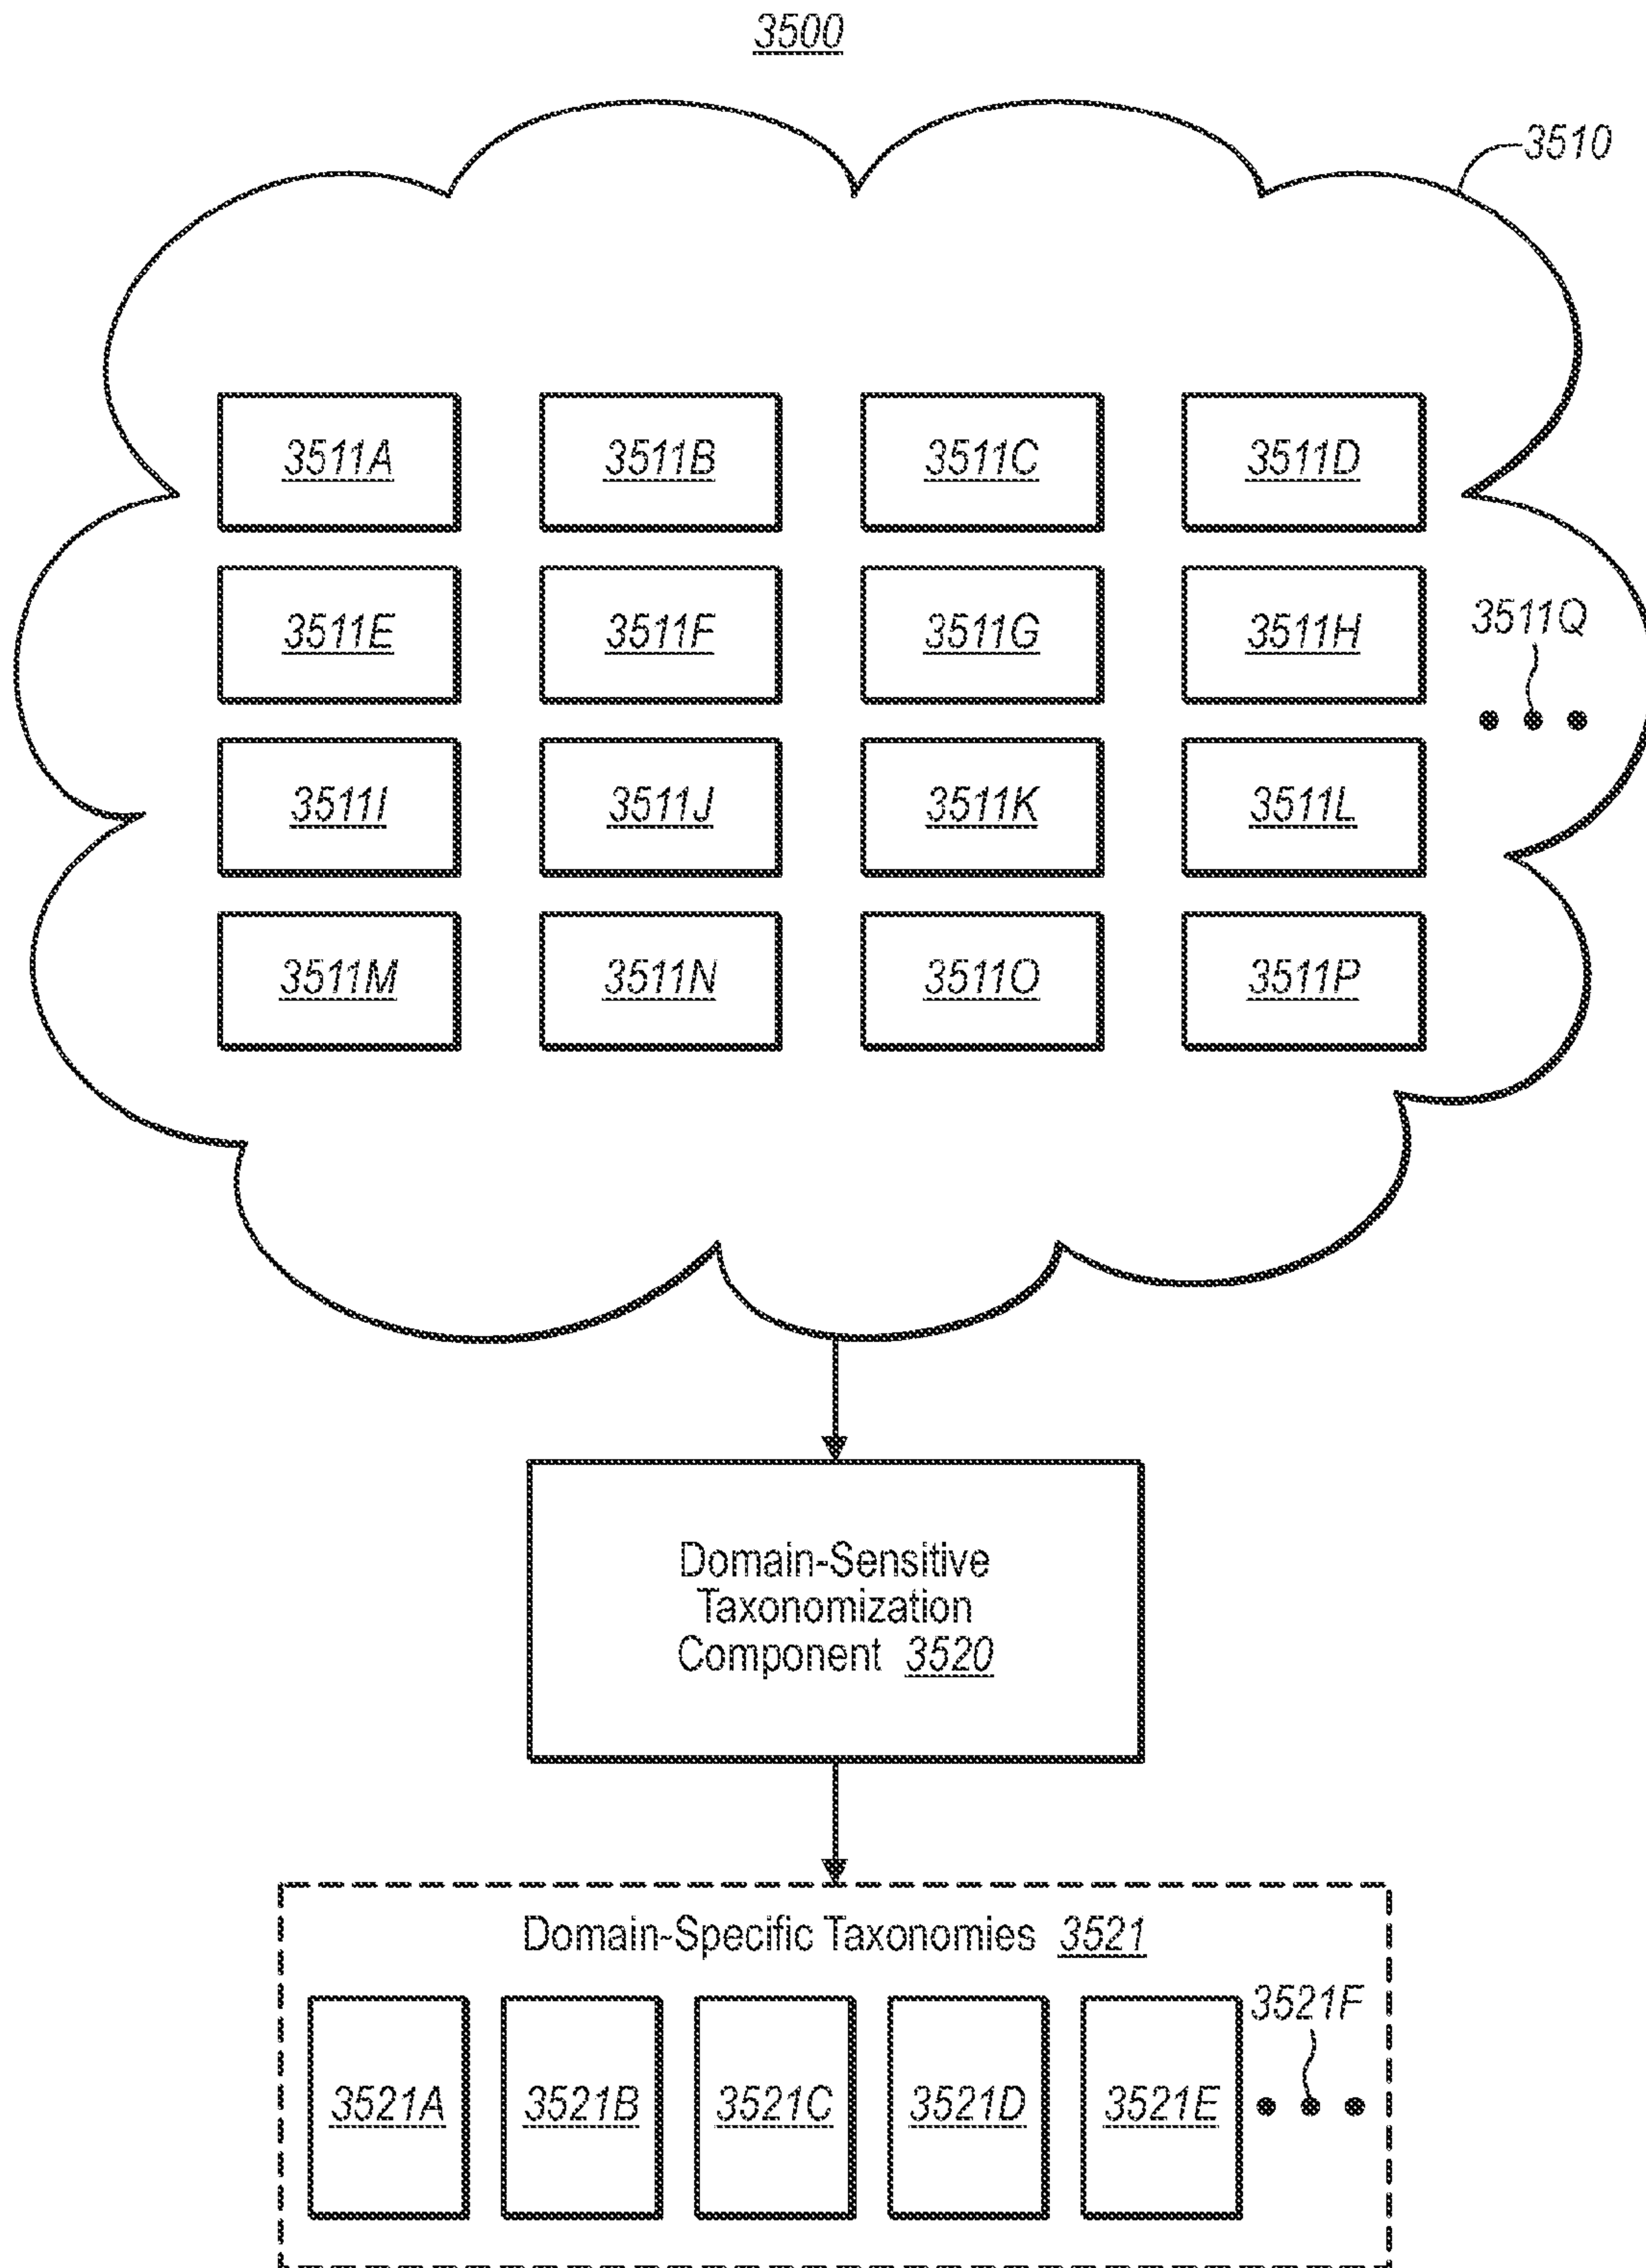 3500
3510
3511A 3511B 3511C 3511D
3511E 3511F 3511G 3511H
3511Q
3511I 3511J 3511K 3511L
3511M 3511N 3511O 3511P
Domain-Sensitive
Taxonomization
Component 3520
Domain-Specific Taxonomies 3521
3521F
3521A 3521B 3521C 3521D 3521E